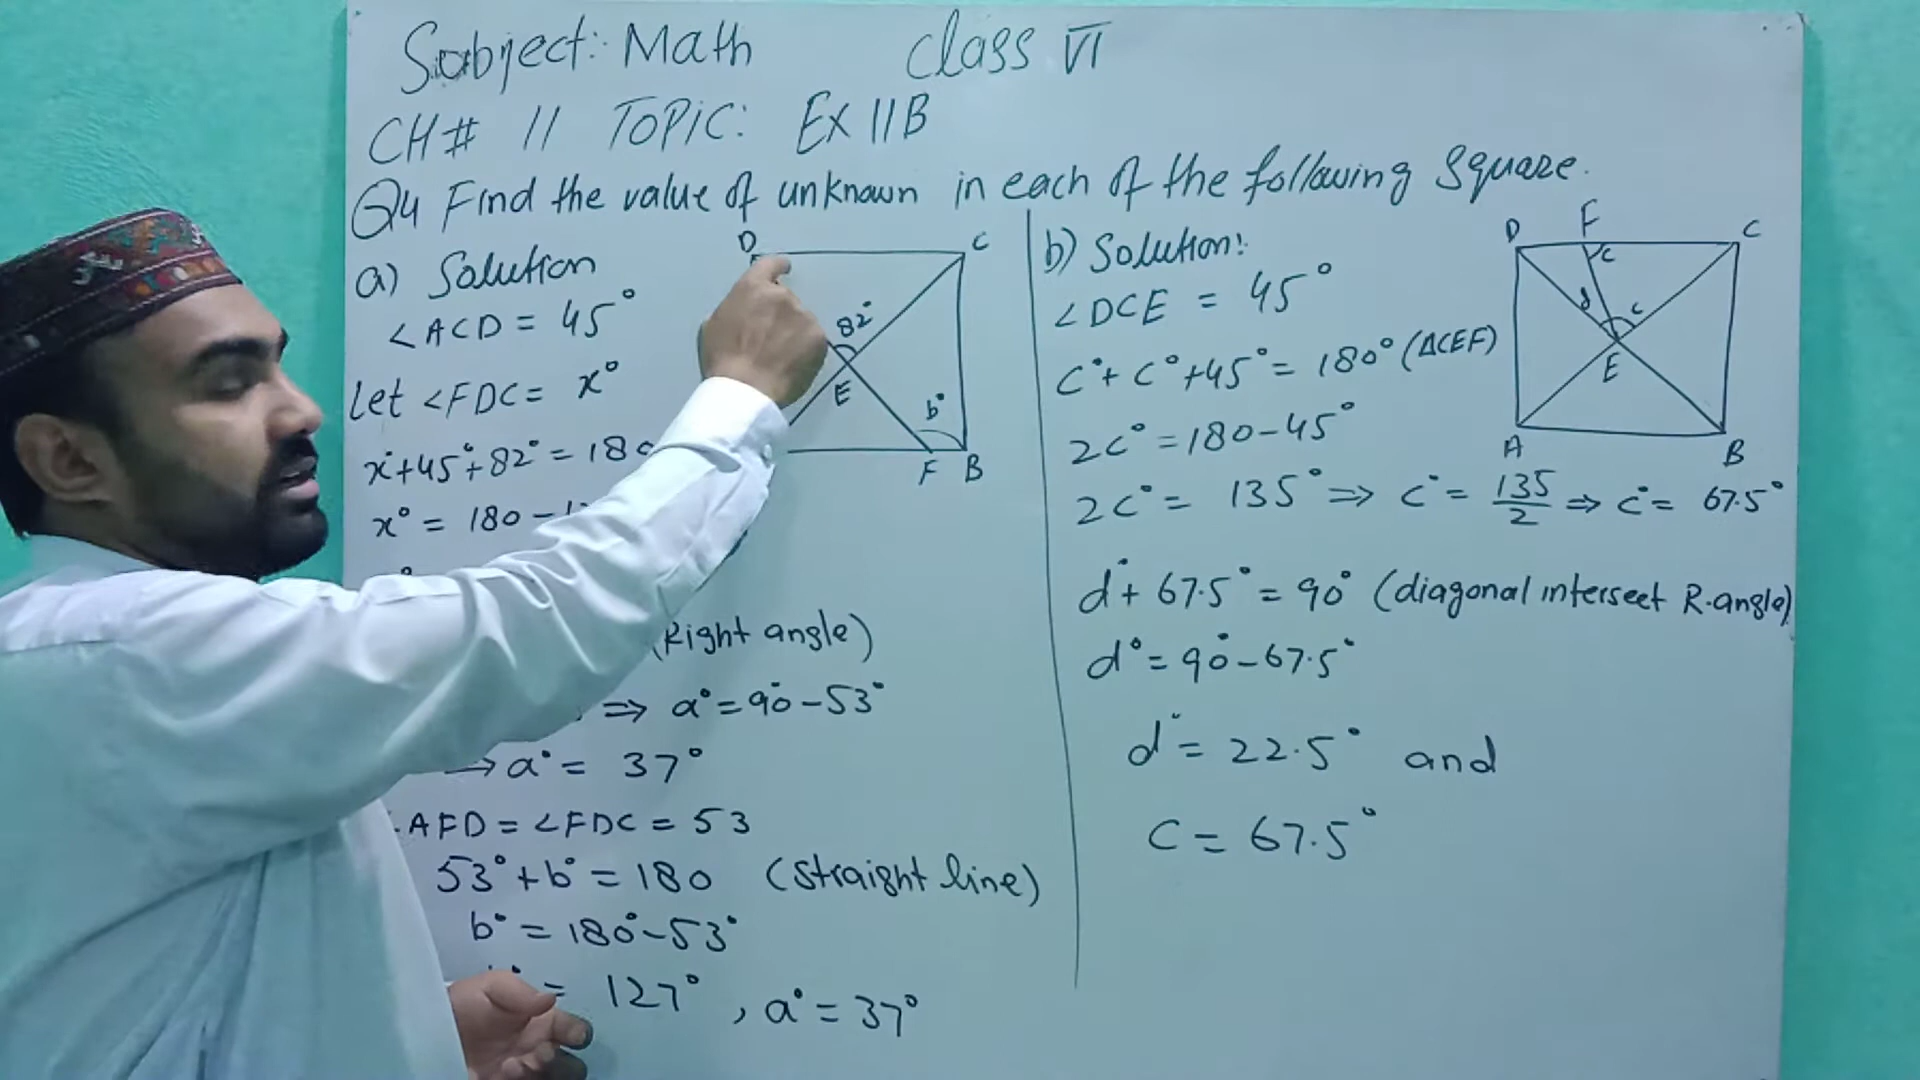 Subject: Math Class VI
CH# 11 TOPIC: EX 11B
Q4 Find the value of unknown in each of the following Square.
a) Solution
∠ACD = 45°
Let ∠FDC = x°
x°+45°+82° = 180
x° = 180 -
(Right angle)
⇒ a° = 90° - 53°
⇒ a° = 37°
AFD = ∠FDC = 53
53° + b° = 180 (Straight line)
b° = 180° - 53°
= 127° , a° = 37°
D C
82°
E b°
F B
b) Solution:
∠DCE = 45°
C° + C° + 45° = 180° (ΔCEF)
2C° = 180 - 45°
2C° = 135° ⇒ C° = 135/2 ⇒ C° = 67.5°
d° + 67.5° = 90° (diagonal interseet R.angle)
d° = 90° - 67.5°
d° = 22.5° and
C = 67.5°
D F C
c
d c
E
A B